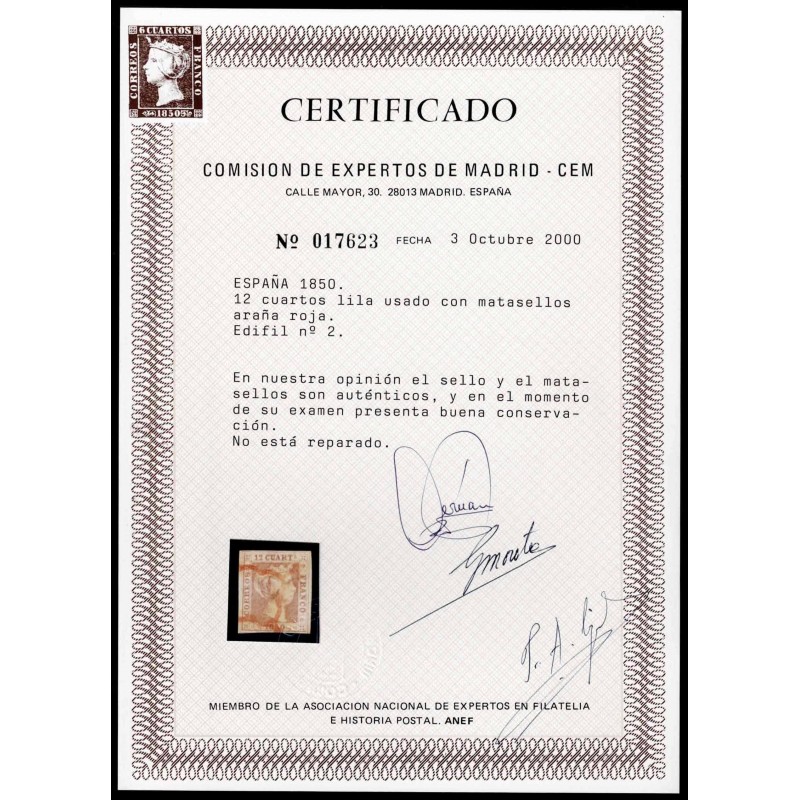 6 CUARTOS
CORREOS
FRANCO
1850
CERTIFICADO
COMISION DE EXPERTOS DE MADRID - CEM
CALLE MAYOR, 30. 28013 MADRID. ESPAÑA
Nº 017623 FECHA 3 Octubre 2000
ESPAÑA 1850.
12 cuartos lila usado con matasellos
araña roja.
Edifil nº 2.
En nuestra opinión el sello y el mata-
sellos son auténticos, y en el momento
de su examen presenta buena conserva-
ción.
No está reparado.
12 CUART
CORREOS
FRANCO
MIEMBRO DE LA ASOCIACION NACIONAL DE EXPERTOS EN FILATELIA
E HISTORIA POSTAL. ANEF